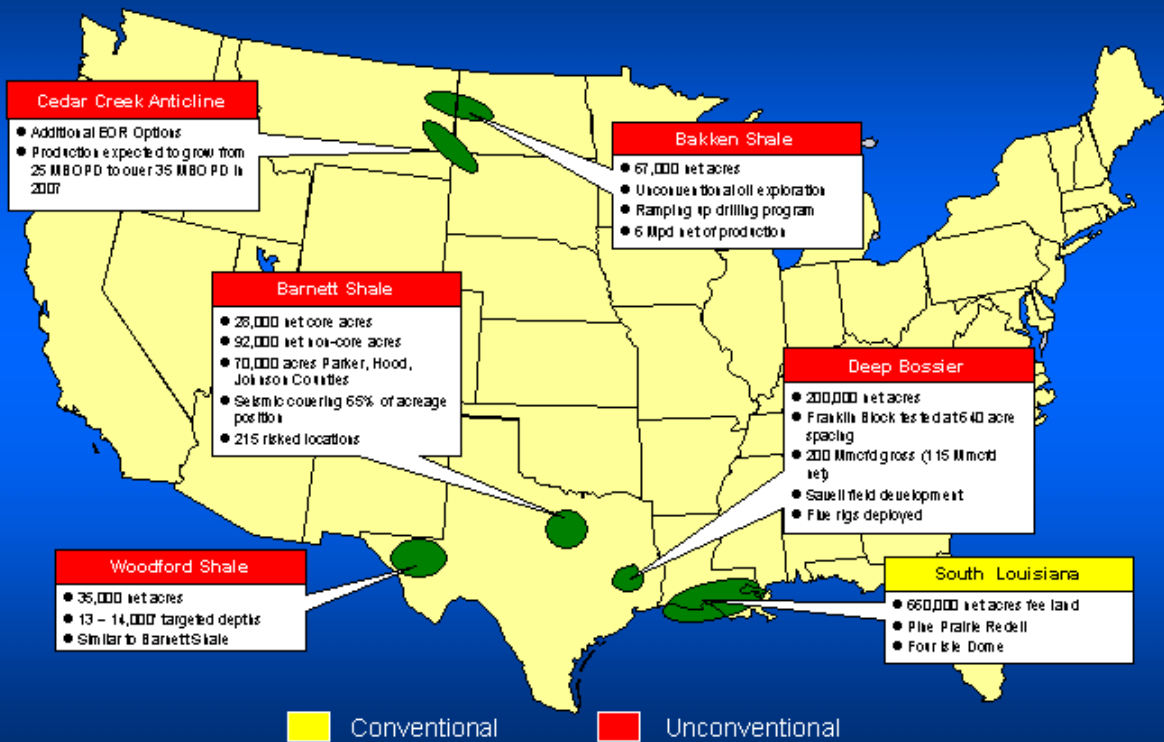 Cedar Creek Anticline
● Additional EOR Options
● Production expected to grow from
25 MBOPD to over 35 MBOPD in
2007
Bakken Shale
● 67,000 net acres
● Unconventional oil exploration
● Ramping up drilling program
● 6 Mpd net of production
Barnett Shale
● 28,000 net core acres
● 92,000 net non-core acres
● 70,000 acres Parker, Hood,
Johnson Counties
● Seismic covering 65% of acreage
position
● 215 risked locations
Deep Bossier
● 200,000 net acres
● Franklin Block tested at 640 acre
spacing
● 200 Mmcfd gross (115 Mmcfd
net)
● Savell field development
● Five rigs deployed
Woodford Shale
● 35,000 net acres
● 13 – 14,000' targeted depths
● Similar to Barnett Shale
South Louisiana
● 660,000 net acres fee land
● Pine Prairie Redell
● Four Isle Dome
Conventional
Unconventional